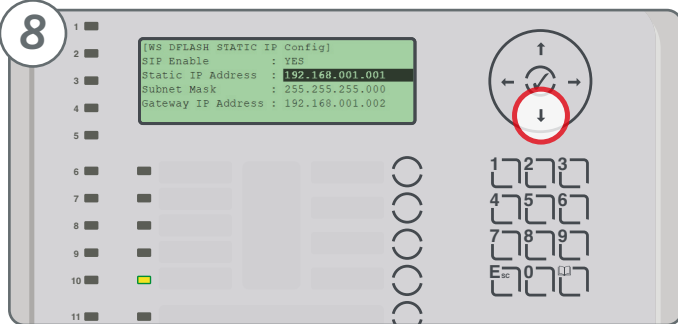 8
[WS DFLASH STATIC IP Config]
SIP Enable : YES
Static IP Address : 192.168.001.001
Subnet Mask : 255.255.255.000
Gateway IP Address : 192.168.001.002
1
2
3
4
5
6
7
8
9
10
11
1 2 3
4 5 6
7 8 9
Esc 0